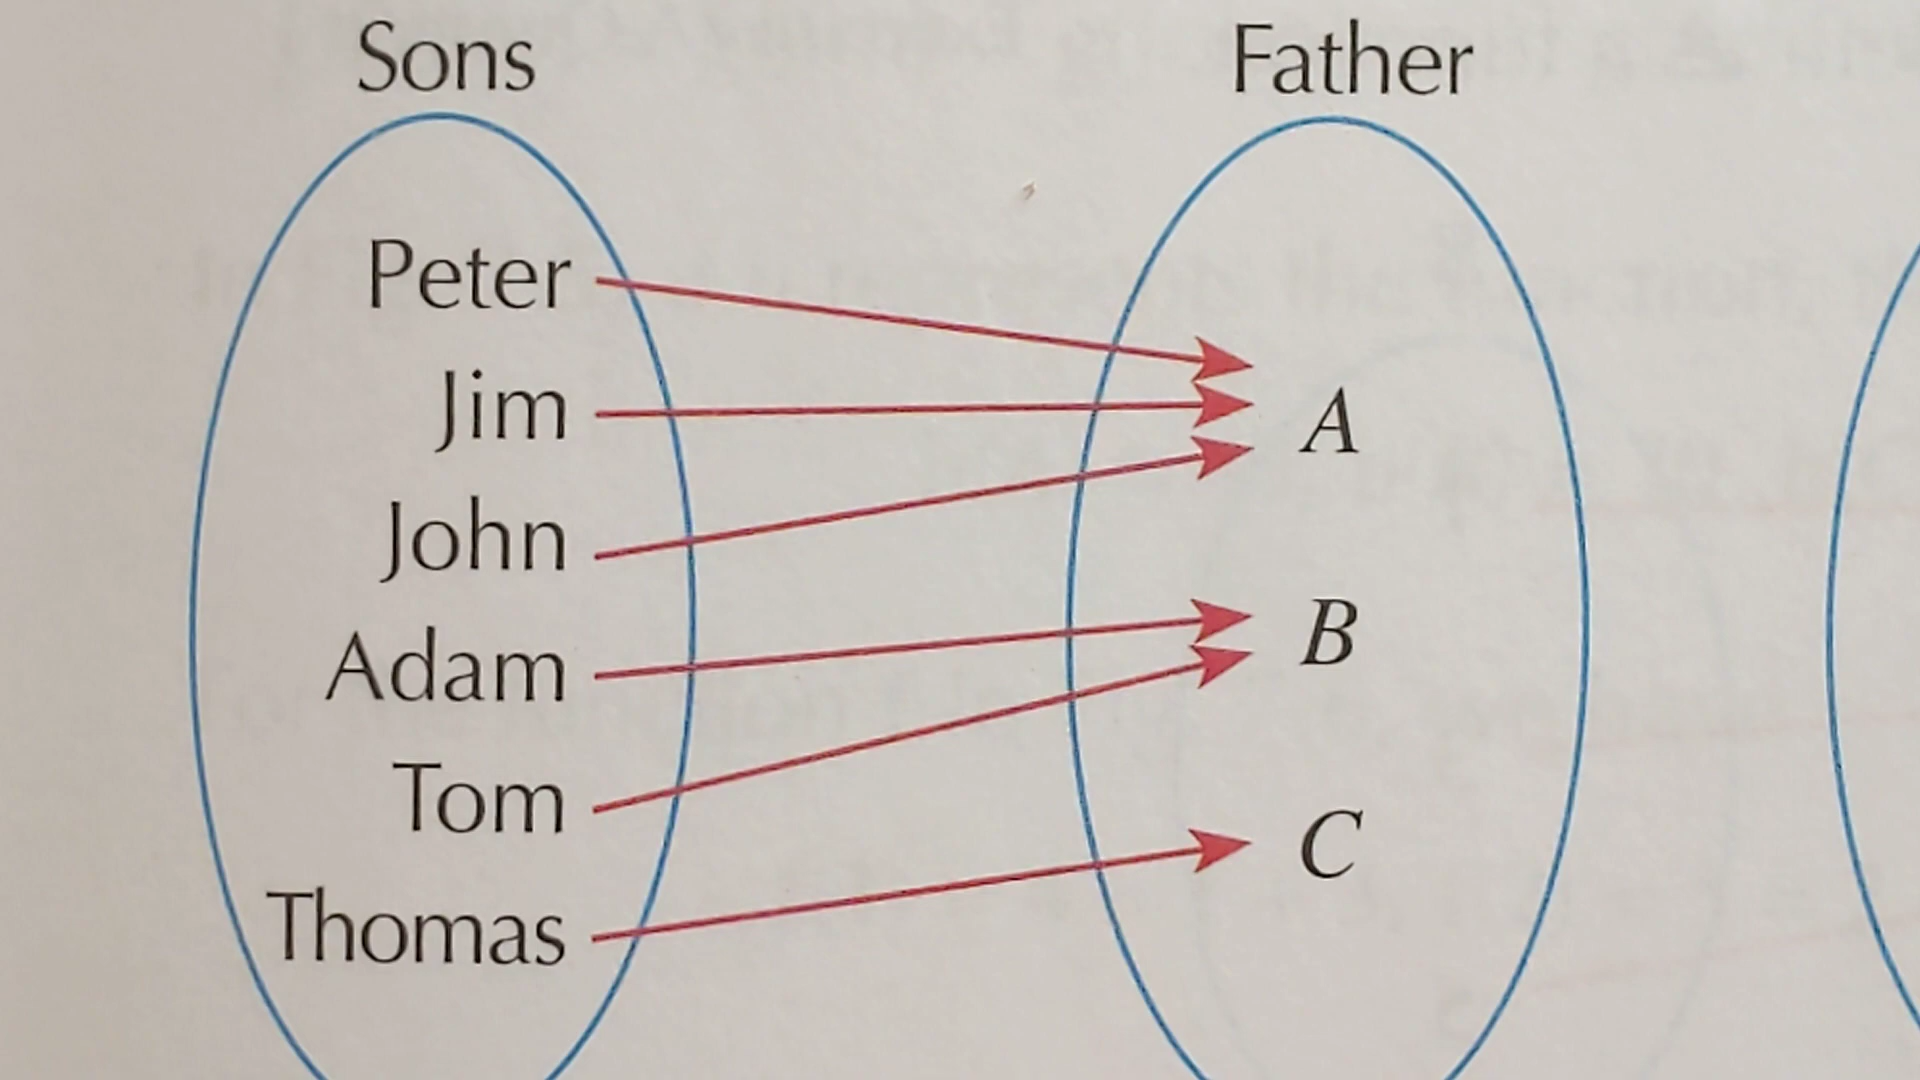 Sons
Father
Peter
Jim
John
Adam
Tom
Thomas
A
B
C